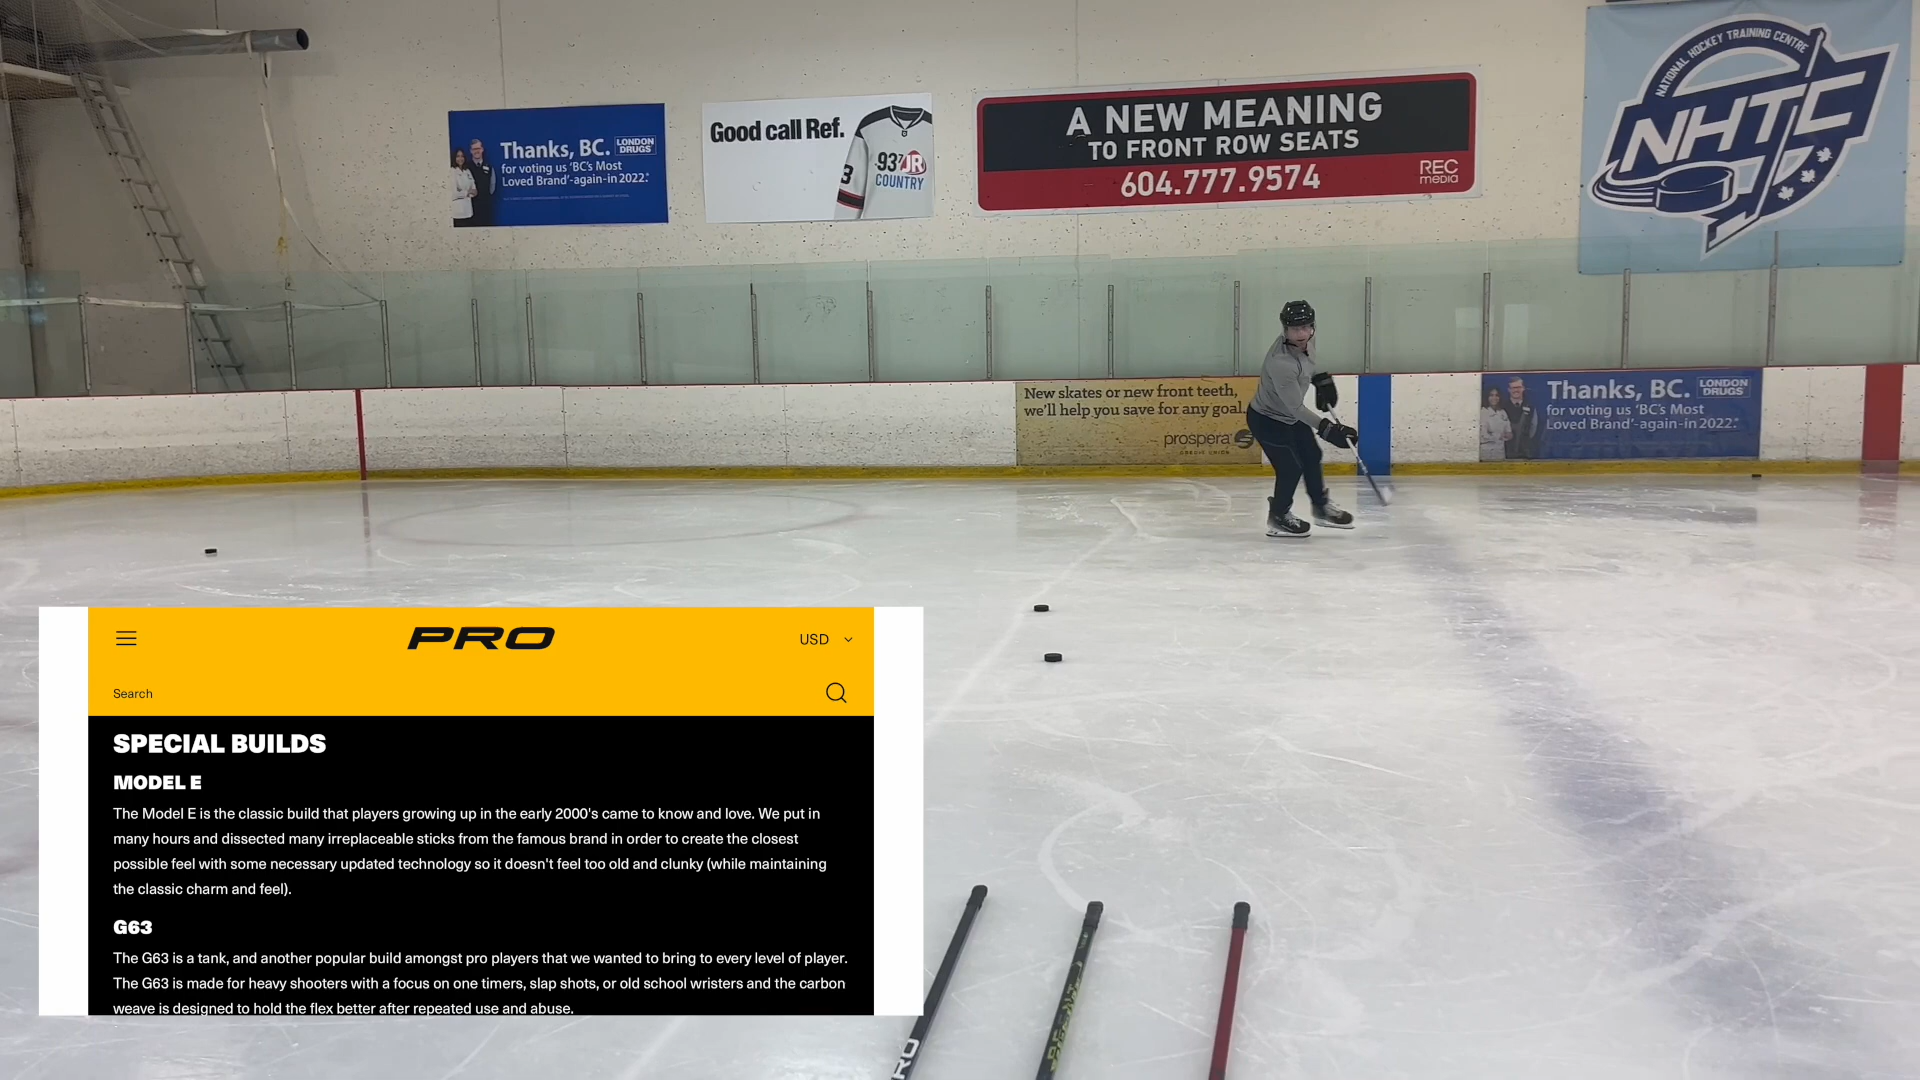 Thanks, BC.
LONDON
DRUGS
for voting us 'BC's Most
Loved Brand'-again-in 2022.*
Good call Ref.
3
93.7 JR
COUNTRY
A NEW MEANING
TO FRONT ROW SEATS
604.777.9574
REC
media
NATIONAL HOCKEY TRAINING CENTRE
NHTC
New skates or new front teeth,
we'll help you save for any goal.
prospera
CREDIT UNION
Thanks, BC.
LONDON
DRUGS
for voting us 'BC's Most
Loved Brand'-again-in 2022.*
PRO
USD
Search
SPECIAL BUILDS
MODEL E
The Model E is the classic build that players growing up in the early 2000's came to know and love. We put in
many hours and dissected many irreplaceable sticks from the famous brand in order to create the closest
possible feel with some necessary updated technology so it doesn't feel too old and clunky (while maintaining
the classic charm and feel).
G63
The G63 is a tank, and another popular build amongst pro players that we wanted to bring to every level of player.
The G63 is made for heavy shooters with a focus on one timers, slap shots, or old school wristers and the carbon
weave is designed to hold the flex better after repeated use and abuse.